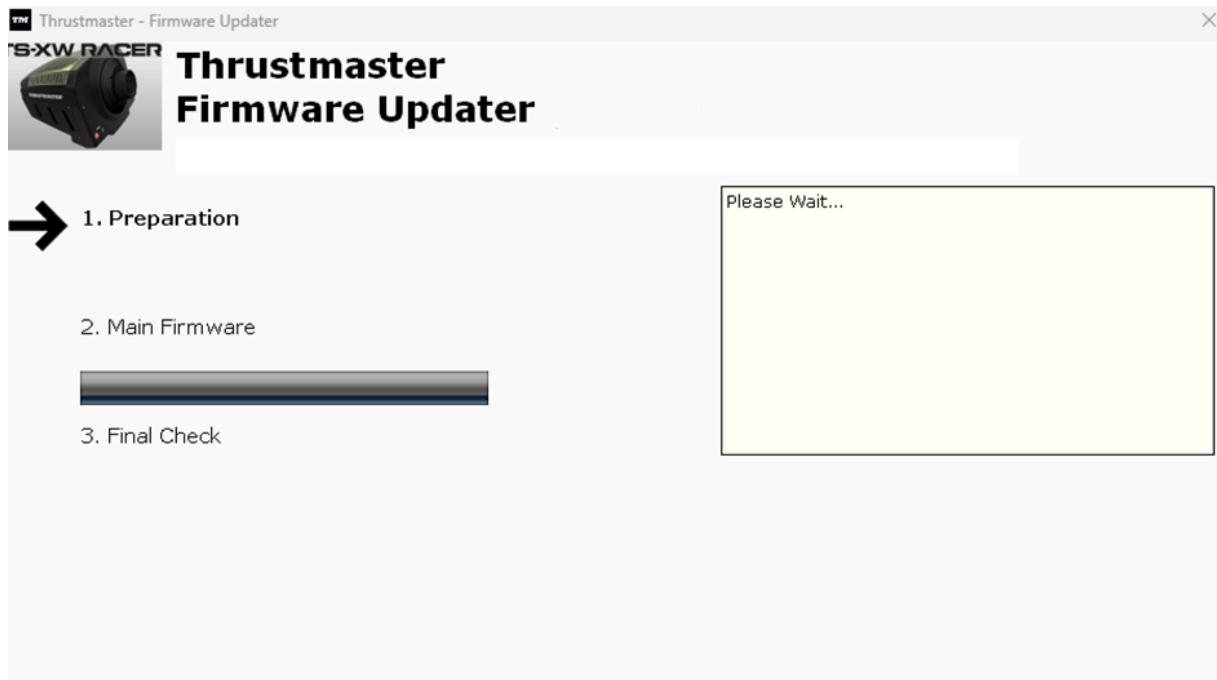 TM Thrustmaster - Firmware Updater
TS-XW RACER
Thrustmaster
Firmware Updater
1. Preparation
Please Wait...
2. Main Firmware
3. Final Check